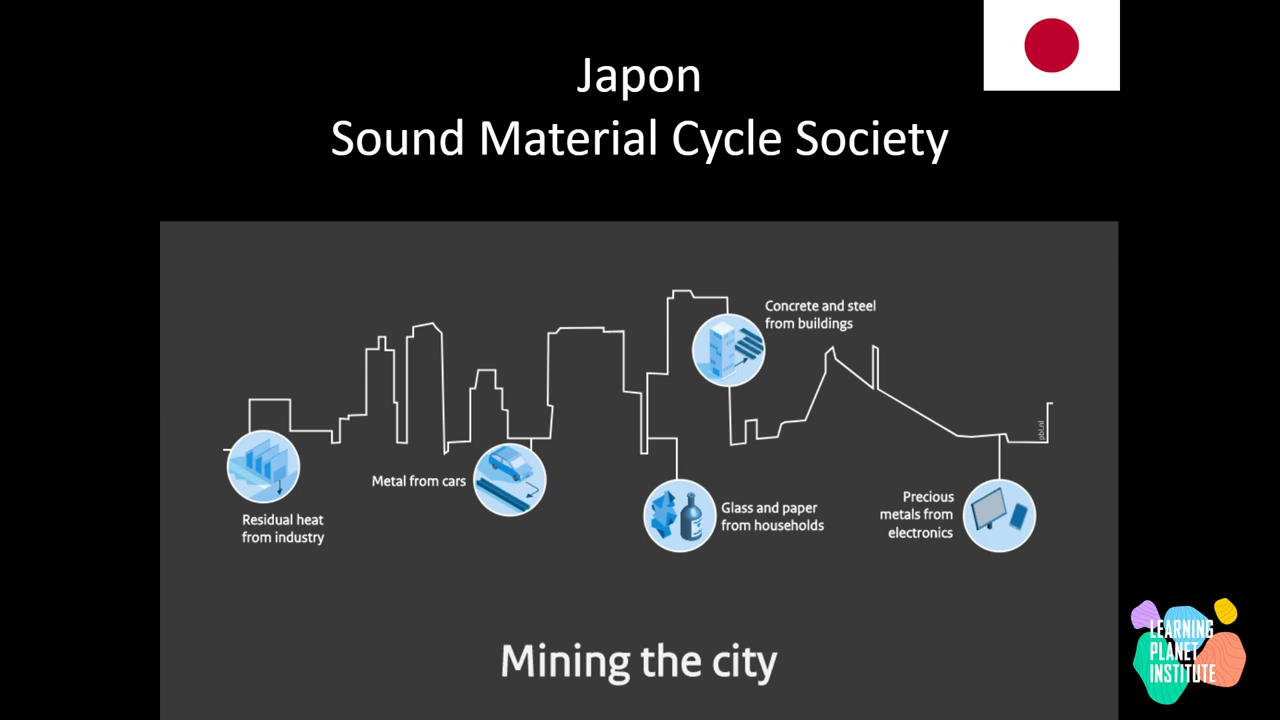 Japon
Sound Material Cycle Society
Concrete and steel
from buildings
pbl.nl
Metal from cars
Residual heat
from industry
Glass and paper
from households
Precious
metals from
electronics
Mining the city
LEARNING
PLANET
INSTITUTE